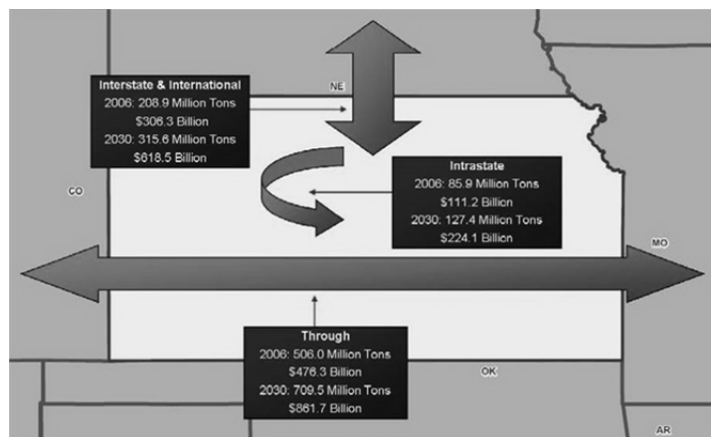 NE
Interstate & International
2006: 208.9 Million Tons
$306.3 Billion
2030: 315.6 Million Tons
$618.5 Billion
Intrastate
2006: 85.9 Million Tons
$111.2 Billion
2030: 127.4 Million Tons
$224.1 Billion
CO
MO
Through
2006: 506.0 Million Tons
$476.3 Billion
2030: 709.5 Million Tons
$861.7 Billion
OK
AR